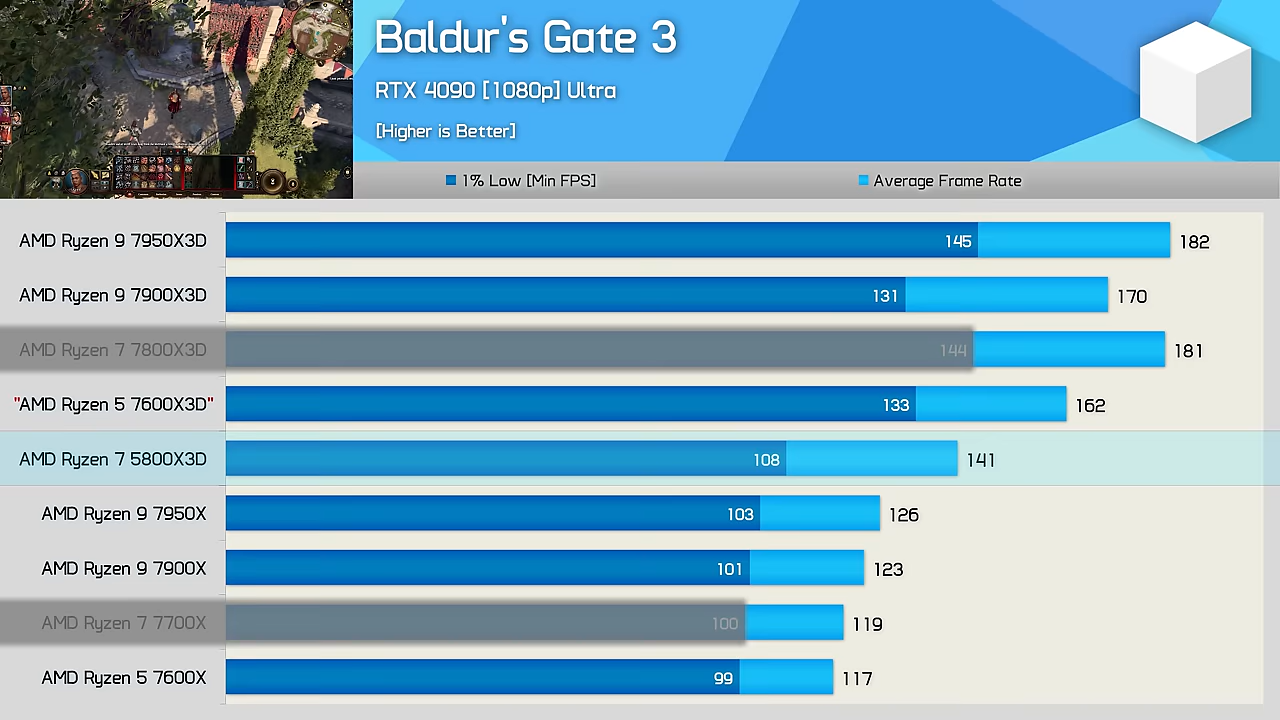 Baldur's Gate 3
RTX 4090 [1080p] Ultra
[Higher is Better]
1% Low [Min FPS]
Average Frame Rate
AMD Ryzen 9 7950X3D 145 182
AMD Ryzen 9 7900X3D 131 170
AMD Ryzen 7 7800X3D 144 181
"AMD Ryzen 5 7600X3D" 133 162
AMD Ryzen 7 5800X3D 108 141
AMD Ryzen 9 7950X 103 126
AMD Ryzen 9 7900X 101 123
AMD Ryzen 7 7700X 100 119
AMD Ryzen 5 7600X 99 117